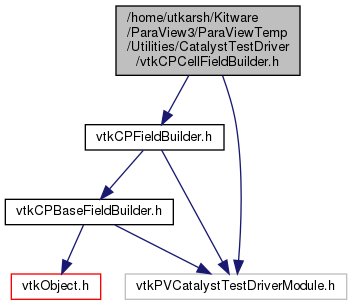 /home/utkarsh/Kitware
/ParaView3/ParaViewTemp
/Utilities/CatalystTestDriver
/vtkCPCellFieldBuilder.h
vtkCPFieldBuilder.h
vtkCPBaseFieldBuilder.h
vtkObject.h
vtkPVCatalystTestDriverModule.h